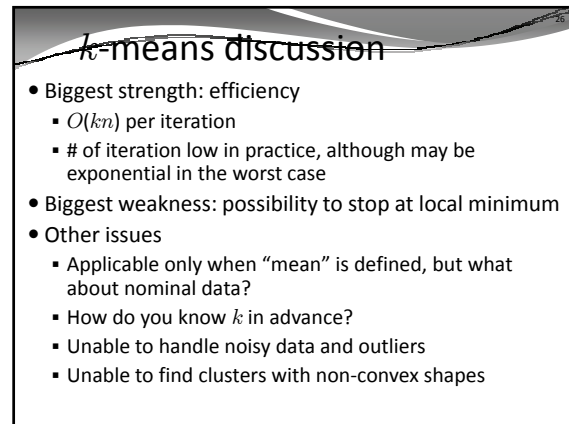 26
k-means discussion
• Biggest strength: efficiency
▪ O(kn) per iteration
▪ # of iteration low in practice, although may be
exponential in the worst case
• Biggest weakness: possibility to stop at local minimum
• Other issues
▪ Applicable only when “mean” is defined, but what
about nominal data?
▪ How do you know k in advance?
▪ Unable to handle noisy data and outliers
▪ Unable to find clusters with non-convex shapes